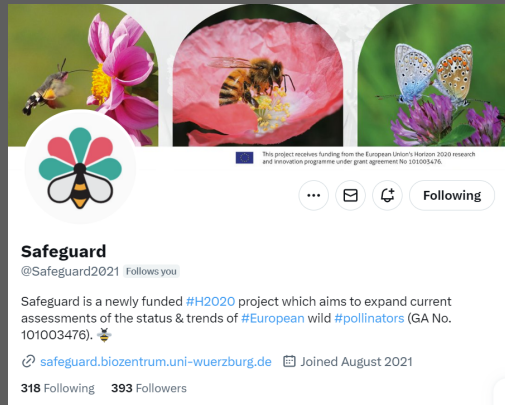 This project receives funding from the European Union's Horizon 2020 research
and innovation programme under grant agreement No 101003476.
Following
Safeguard
@Safeguard2021 Follows you
Safeguard is a newly funded #H2020 project which aims to expand current
assessments of the status & trends of #European wild #pollinators (GA No.
101003476). 🐝
safeguard.biozentrum.uni-wuerzburg.de Joined August 2021
318 Following 393 Followers